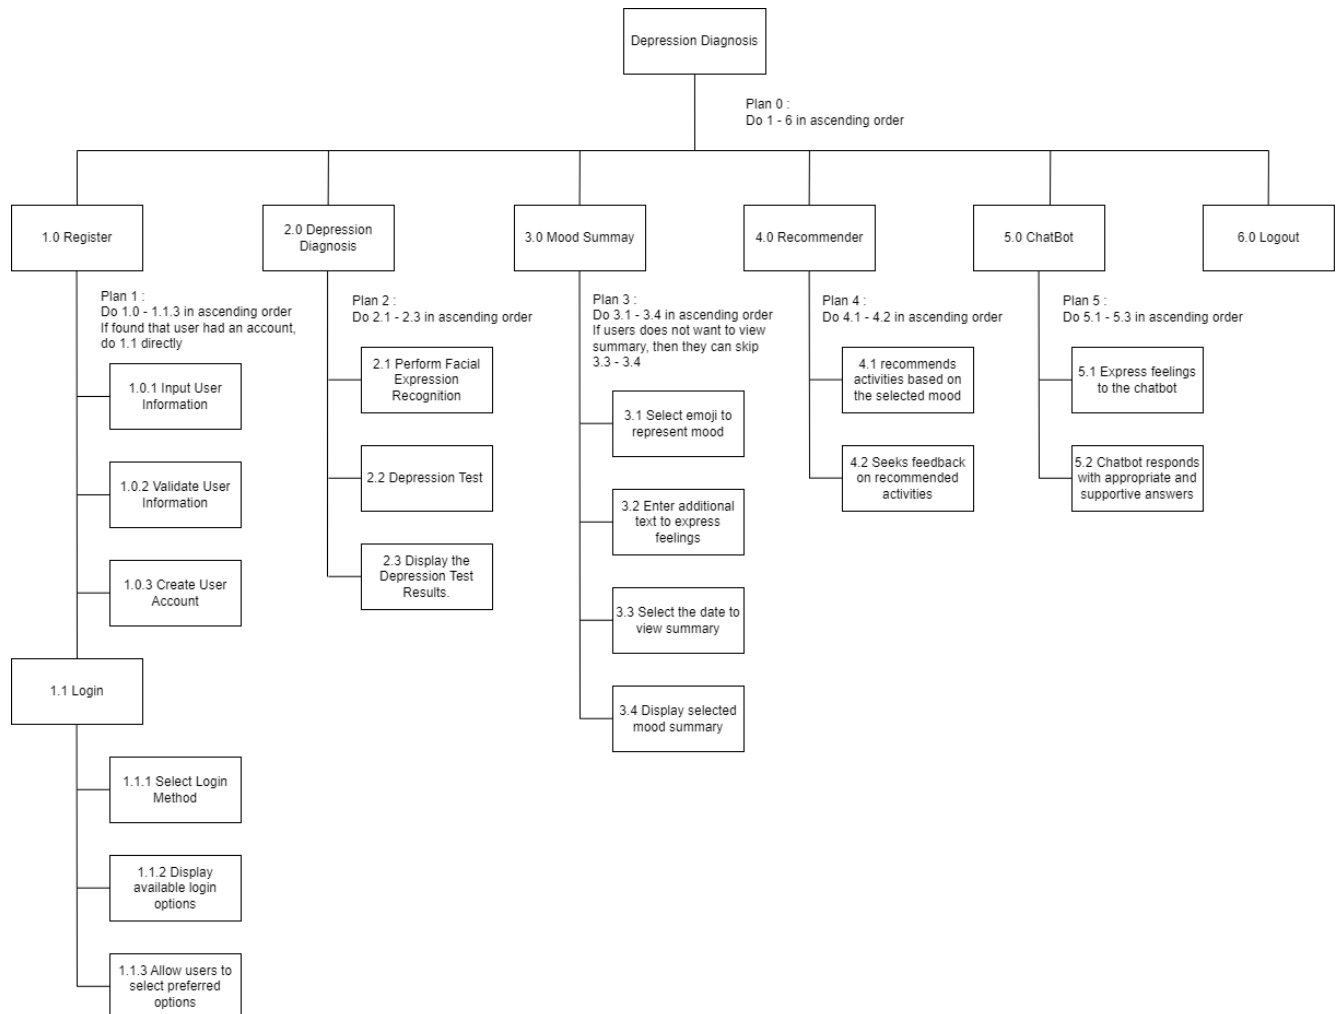 Depression Diagnosis
Plan 0 :
Do 1 - 6 in ascending order
1.0 Register
2.0 Depression
Diagnosis
3.0 Mood Summay
4.0 Recommender
5.0 ChatBot
6.0 Logout
Plan 1 :
Do 1.0 - 1.1.3 in ascending order
If found that user had an account,
do 1.1 directly
1.0.1 Input User
Information
1.0.2 Validate User
Information
1.0.3 Create User
Account
1.1 Login
1.1.1 Select Login
Method
1.1.2 Display
available login
options
1.1.3 Allow users to
select preferred
options
Plan 2 :
Do 2.1 - 2.3 in ascending order
2.1 Perform Facial
Expression
Recognition
2.2 Depression Test
2.3 Display the
Depression Test
Results.
Plan 3 :
Do 3.1 - 3.4 in ascending order
If users does not want to view
summary, then they can skip
3.3 - 3.4
3.1 Select emoji to
represent mood
3.2 Enter additional
text to express
feelings
3.3 Select the date to
view summary
3.4 Display selected
mood summary
Plan 4 :
Do 4.1 - 4.2 in ascending order
4.1 recommends
activities based on
the selected mood
4.2 Seeks feedback
on recommended
activities
Plan 5 :
Do 5.1 - 5.3 in ascending order
5.1 Express feelings
to the chatbot
5.2 Chatbot responds
with appropriate and
supportive answers